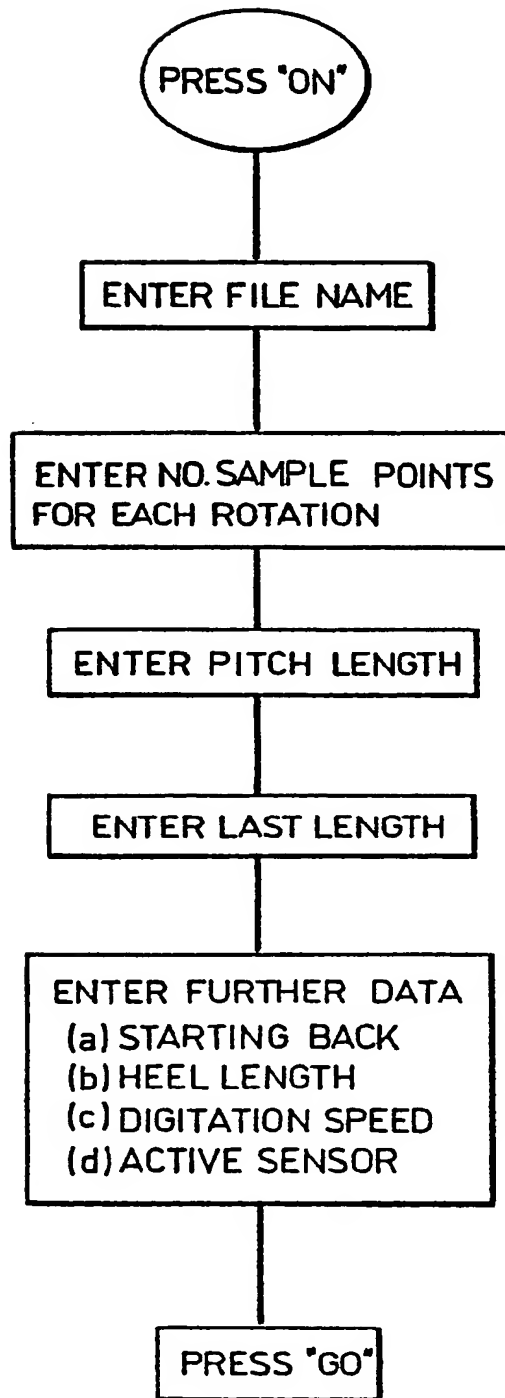 PRESS "ON"
ENTER FILE NAME
ENTER NO. SAMPLE POINTS
FOR EACH ROTATION
ENTER PITCH LENGTH
ENTER LAST LENGTH
ENTER FURTHER DATA
(a) STARTING BACK
(b) HEEL LENGTH
(c) DIGITATION SPEED
(d) ACTIVE SENSOR
PRESS "GO"